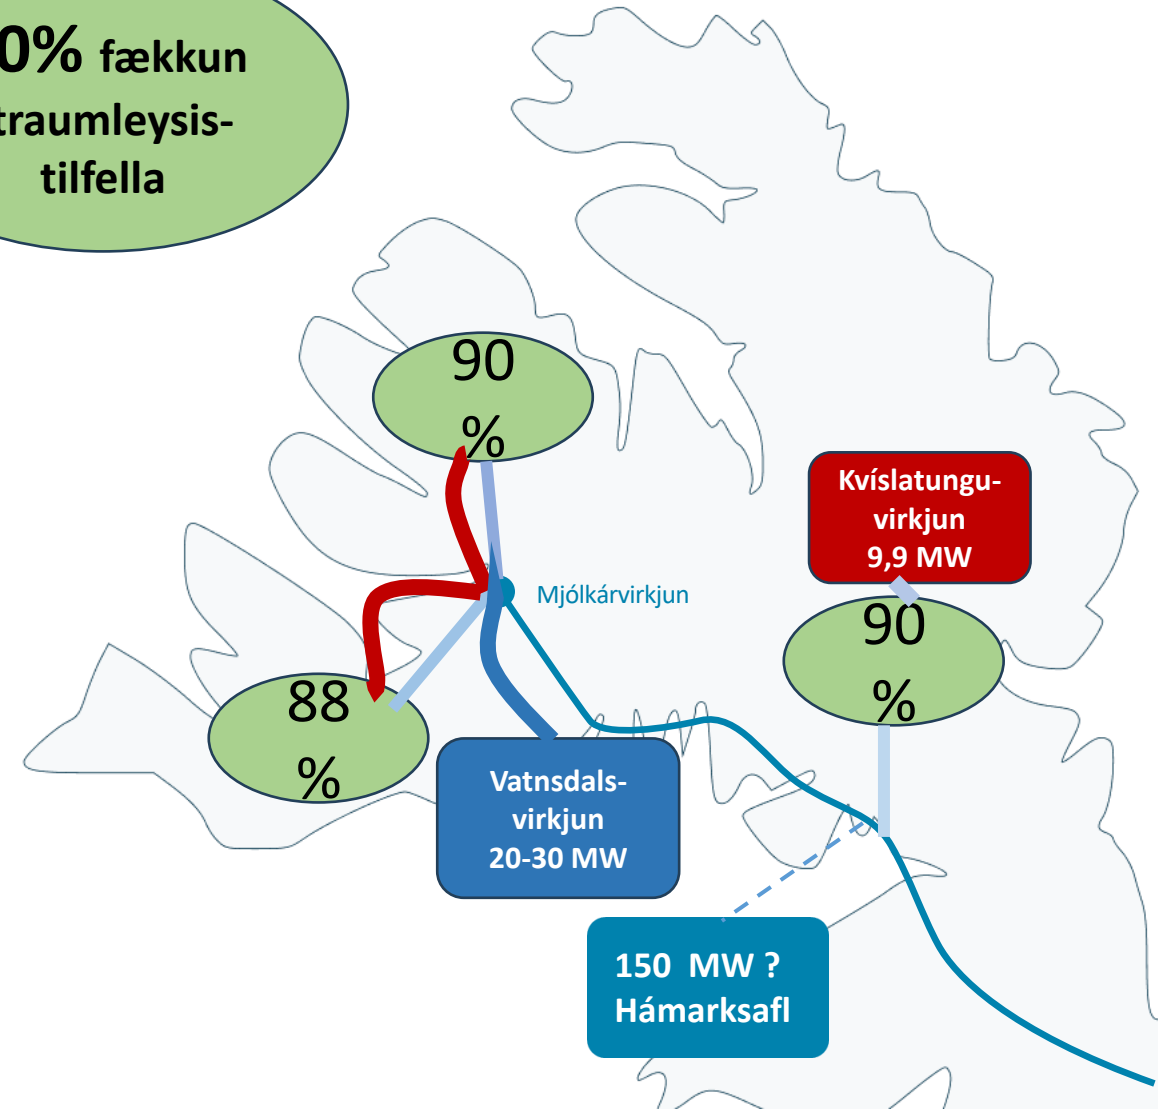 0% fækkun
traumleysis-
tilfella
90
%
Kvíslatungu-
virkjun
9,9 MW
Mjólkárvirkjun
90
%
88
%
Vatnsdals-
virkjun
20-30 MW
150 MW ?
Hámarksafl